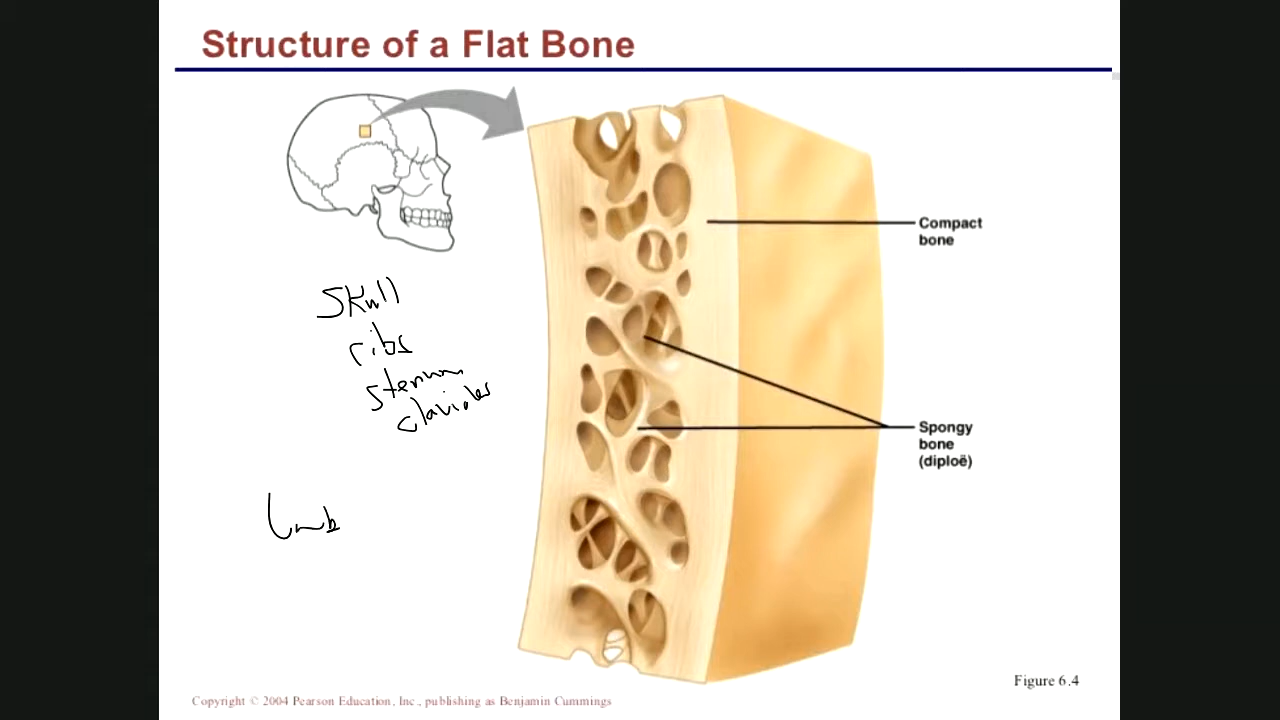 Structure of a Flat Bone
Compact
bone
Skull
ribs
sternum
clavicles
Spongy
bone
(diploë)
Limb
Figure 6.4
Copyright © 2004 Pearson Education, Inc., publishing as Benjamin Cummings